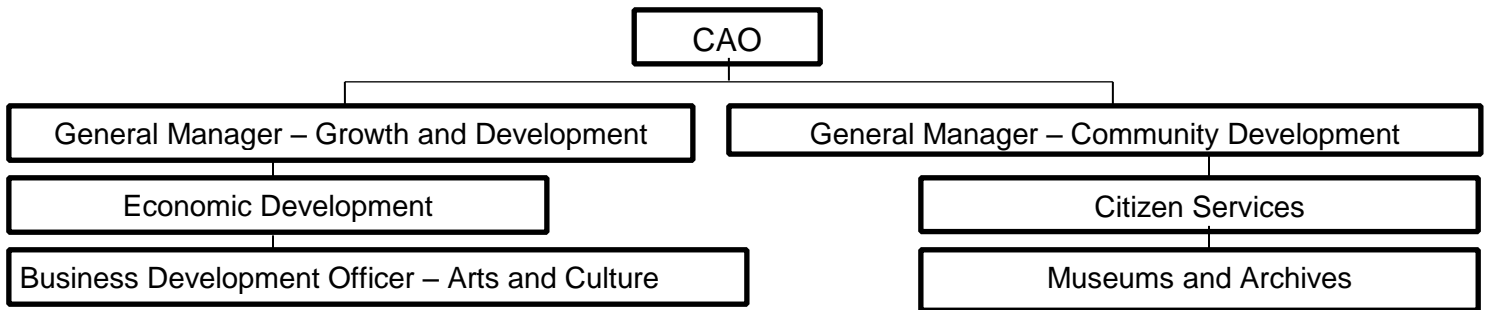 CAO
General Manager – Growth and Development
General Manager – Community Development
Economic Development
Citizen Services
Business Development Officer – Arts and Culture
Museums and Archives